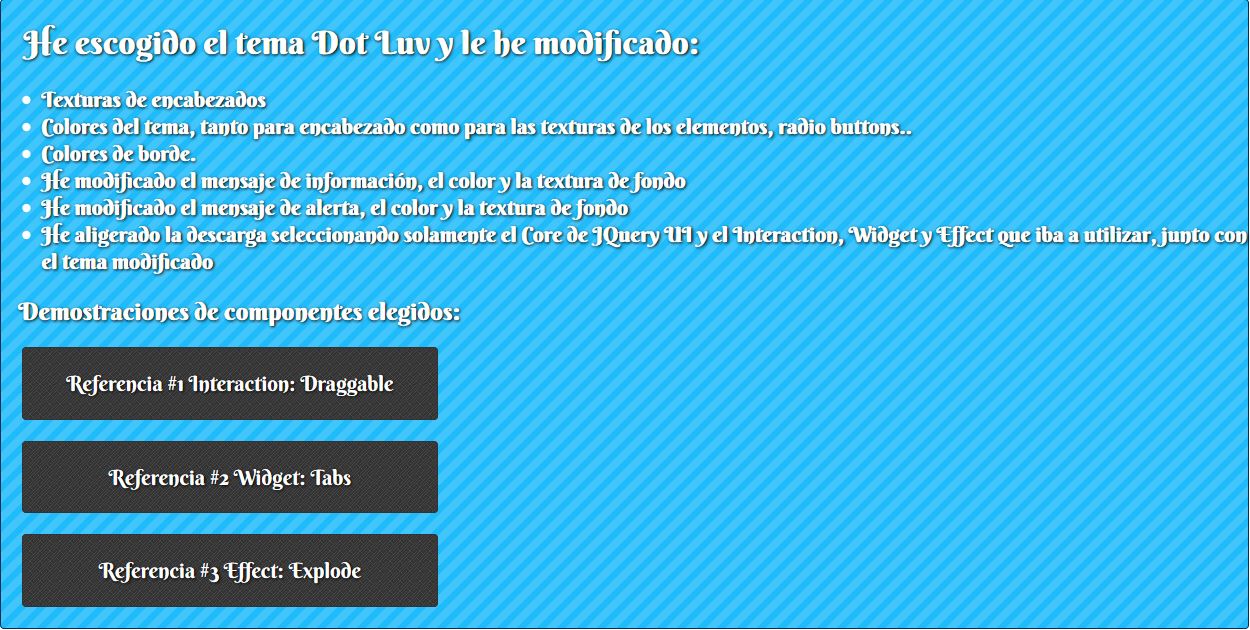 He escogido el tema Dot Luv y le he modificado:
Texturas de encabezados
Colores del tema, tanto para encabezado como para las texturas de los elementos, radio buttons..
Colores de borde.
He modificado el mensaje de información, el color y la textura de fondo
He modificado el mensaje de alerta, el color y la textura de fondo
He aligerado la descarga seleccionando solamente el Core de JQuery UI y el Interaction, Widget y Effect que iba a utilizar, junto con
el tema modificado
Demostraciones de componentes elegidos:
Referencia #1 Interaction: Draggable
Referencia #2 Widget: Tabs
Referencia #3 Effect: Explode